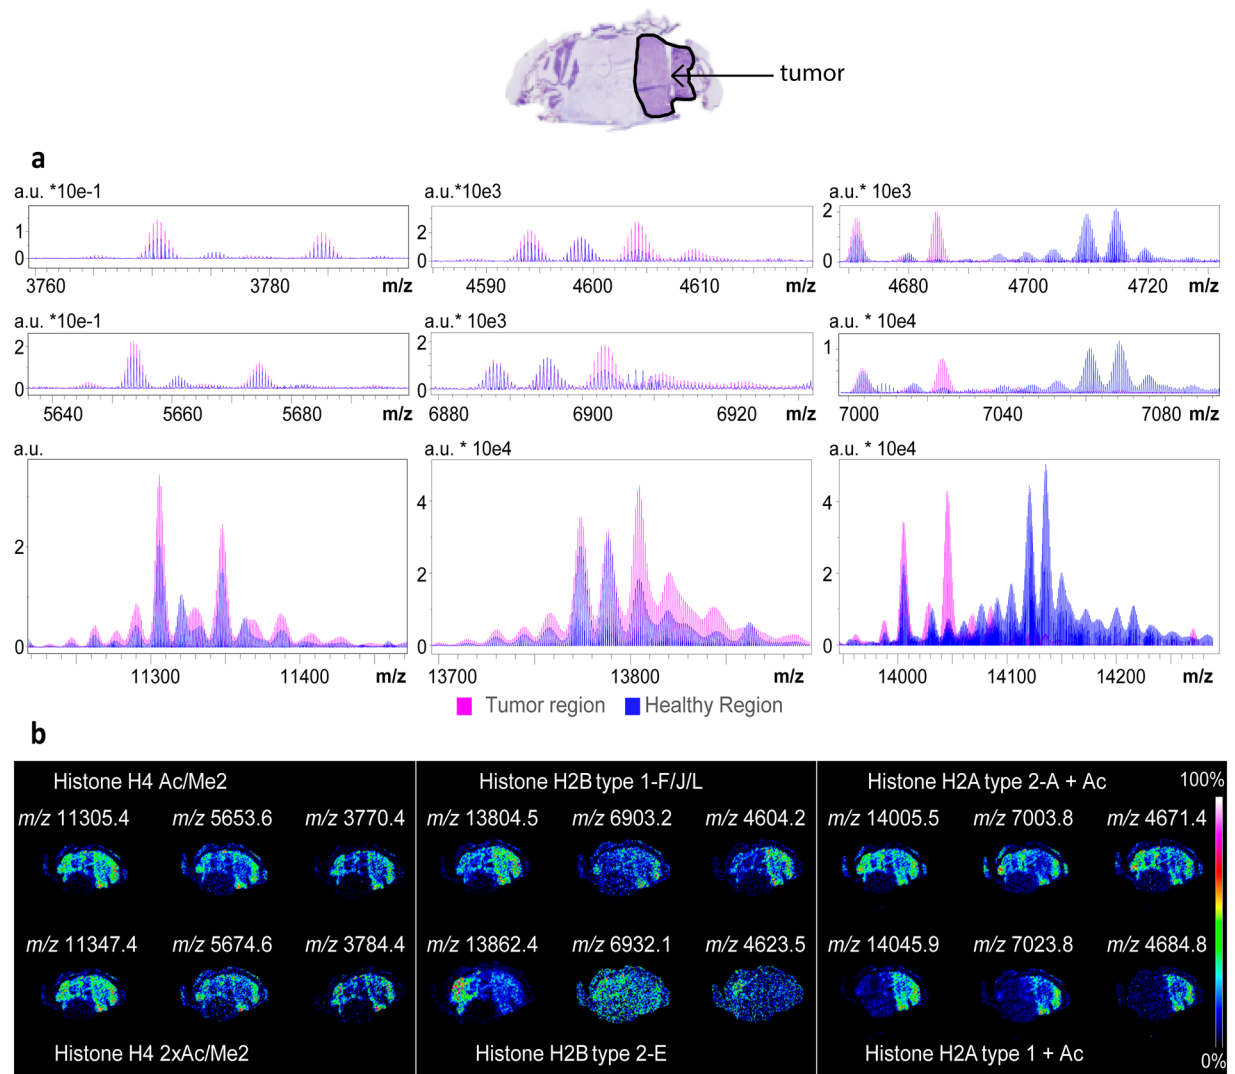 tumor
a
a.u. *10e-1
a.u.*10e3
a.u.* 10e3
1
0
2
0
2
0
3760 3780 m/z
4590 4600 4610 m/z
4680 4700 4720 m/z
a.u. *10e-1
a.u.* 10e3
a.u. * 10e4
2
0
2
0
1
0
5640 5660 5680 m/z
6880 6900 6920 m/z
7000 7040 7080 m/z
a.u.
a.u. * 10e4
a.u. * 10e4
2
0
4
2
0
4
2
0
11300 11400 m/z
13700 13800 m/z
14000 14100 14200 m/z
Tumor region Healthy Region
b
Histone H4 Ac/Me2
Histone H2B type 1-F/J/L
Histone H2A type 2-A + Ac
100%
m/z 11305.4 m/z 5653.6 m/z 3770.4
m/z 13804.5 m/z 6903.2 m/z 4604.2
m/z 14005.5 m/z 7003.8 m/z 4671.4
m/z 11347.4 m/z 5674.6 m/z 3784.4
m/z 13862.4 m/z 6932.1 m/z 4623.5
m/z 14045.9 m/z 7023.8 m/z 4684.8
Histone H4 2xAc/Me2
Histone H2B type 2-E
Histone H2A type 1 + Ac
0%